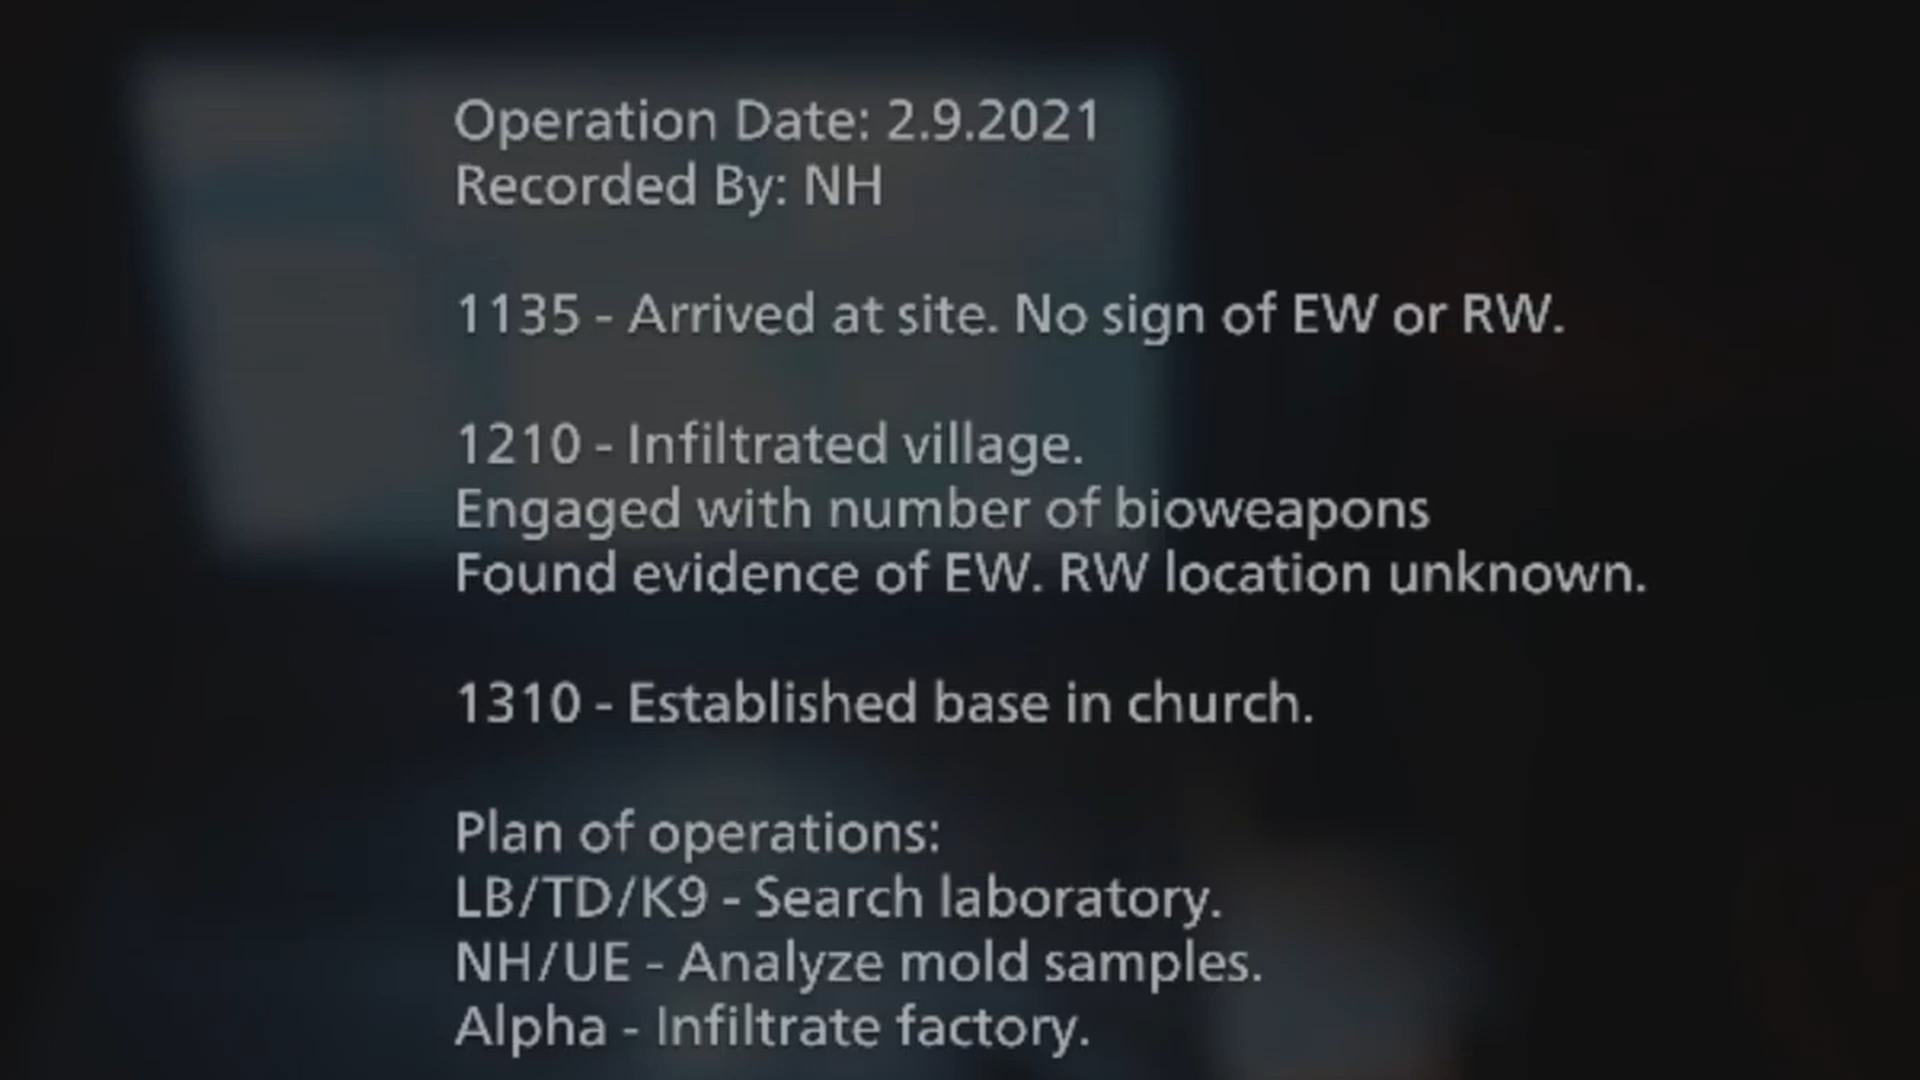 Operation Date: 2.9.2021
Recorded By: NH
1135 - Arrived at site. No sign of EW or RW.
1210 - Infiltrated village.
Engaged with number of bioweapons
Found evidence of EW. RW location unknown.
1310 - Established base in church.
Plan of operations:
LB/TD/K9 - Search laboratory.
NH/UE - Analyze mold samples.
Alpha - Infiltrate factory.